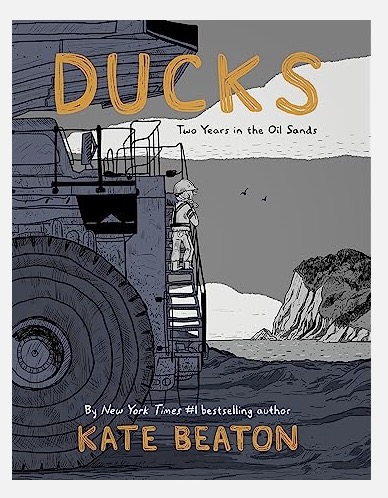 DUCKS
Two Years in the Oil Sands
By New York Times #1 bestselling author
KATE BEATON